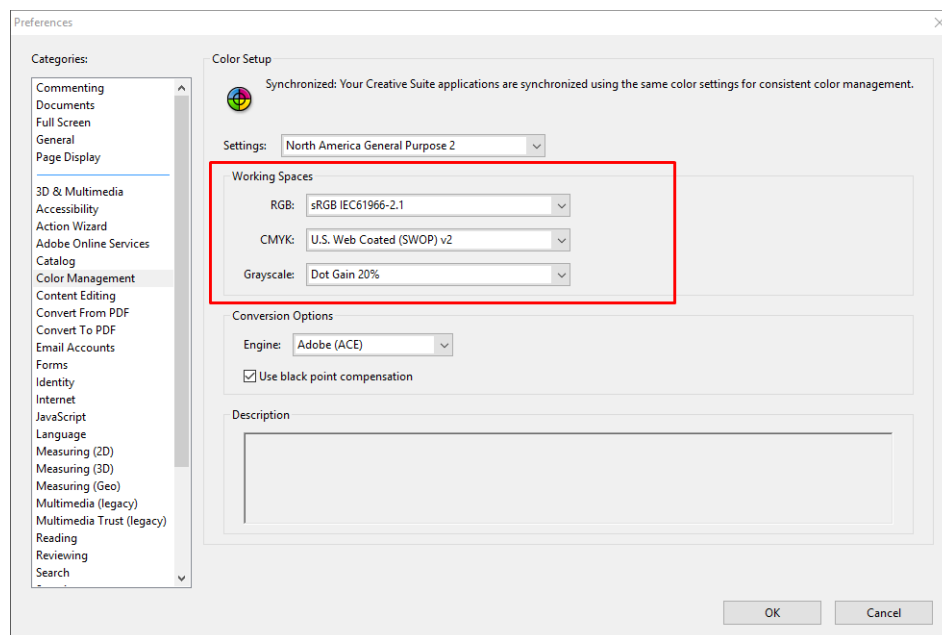 Preferences
Categories:
Commenting
Documents
Full Screen
General
Page Display
3D & Multimedia
Accessibility
Action Wizard
Adobe Online Services
Catalog
Color Management
Content Editing
Convert From PDF
Convert To PDF
Email Accounts
Forms
Identity
Internet
JavaScript
Language
Measuring (2D)
Measuring (3D)
Measuring (Geo)
Multimedia (legacy)
Multimedia Trust (legacy)
Reading
Reviewing
Search
Color Setup
Synchronized: Your Creative Suite applications are synchronized using the same color settings for consistent color management.
Settings: North America General Purpose 2
Working Spaces
RGB: sRGB IEC61966-2.1
CMYK: U.S. Web Coated (SWOP) v2
Grayscale: Dot Gain 20%
Conversion Options
Engine: Adobe (ACE)
Use black point compensation
Description
OK Cancel